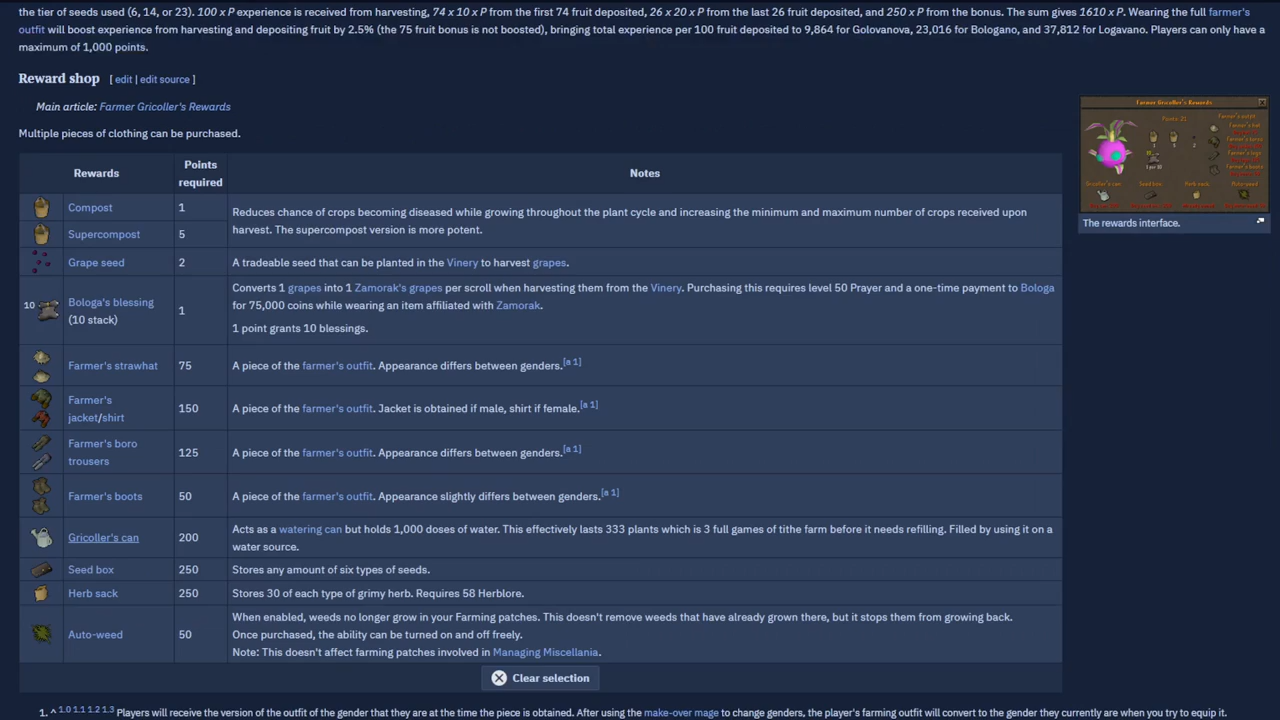 the tier of seeds used (6, 14, or 23). 100 x P experience is received from harvesting, 74 x 10 x P from the first 74 fruit deposited, 26 x 20 x P from the last 26 fruit deposited, and 250 x P from the bonus. The sum gives 1610 x P. Wearing the full farmer's
outfit will boost experience from harvesting and depositing fruit by 2.5% (the 75 fruit bonus is not boosted), bringing total experience per 100 fruit deposited to 9,864 for Golovanova, 23,016 for Bologano, and 37,812 for Logavano. Players can only have a
maximum of 1,000 points.
Reward shop [ edit | edit source ]
Main article: Farmer Gricoller's Rewards
Multiple pieces of clothing can be purchased.
Rewards Points required Notes
Compost 1
Reduces chance of crops becoming diseased while growing throughout the plant cycle and increasing the minimum and maximum number of crops received upon
harvest. The supercompost version is more potent.
Supercompost 5
Grape seed 2 A tradeable seed that can be planted in the Vinery to harvest grapes.
10 Bologa's blessing
(10 stack) 1
Converts 1 grapes into 1 Zamorak's grapes per scroll when harvesting them from the Vinery. Purchasing this requires level 50 Prayer and a one-time payment to Bologa
for 75,000 coins while wearing an item affiliated with Zamorak.
1 point grants 10 blessings.
Farmer's strawhat 75 A piece of the farmer's outfit. Appearance differs between genders.[a 1]
Farmer's
jacket/shirt 150 A piece of the farmer's outfit. Jacket is obtained if male, shirt if female.[a 1]
Farmer's boro
trousers 125 A piece of the farmer's outfit. Appearance differs between genders.[a 1]
Farmer's boots 50 A piece of the farmer's outfit. Appearance slightly differs between genders.[a 1]
Gricoller's can 200 Acts as a watering can but holds 1,000 doses of water. This effectively lasts 333 plants which is 3 full games of tithe farm before it needs refilling. Filled by using it on a
water source.
Seed box 250 Stores any amount of six types of seeds.
Herb sack 250 Stores 30 of each type of grimy herb. Requires 58 Herblore.
Auto-weed 50
When enabled, weeds no longer grow in your Farming patches. This doesn't remove weeds that have already grown there, but it stops them from growing back.
Once purchased, the ability can be turned on and off freely.
Note: This doesn't affect farming patches involved in Managing Miscellania.
Clear selection
1. ^ 1.0 1.1 1.2 1.3 Players will receive the version of the outfit of the gender that they are at the time the piece is obtained. After using the make-over mage to change genders, the player's farming outfit will convert to the gender they currently are when you try to equip it.
Farmer Gricoller's Rewards
Points: 21
Farmer's outfit:
The rewards interface.